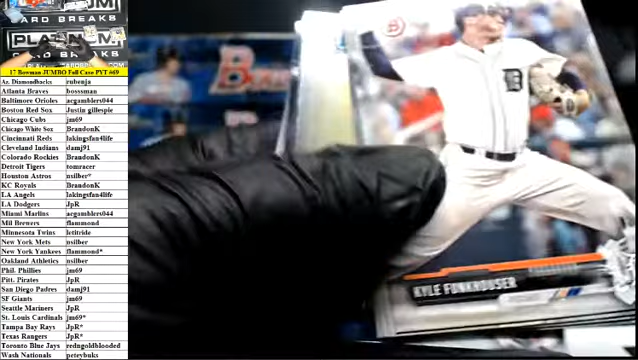 PLATINUM
CARD BREAKS
17 Bowman JUMBO Full Case PYT #69
Az. Diamondbacks rubenja
Atlanta Braves bosssman
Baltimore Orioles acgamblers044
Boston Red Sox Justin gillespie
Chicago Cubs jm69
Chicago White Sox BrandonK
Cincinnati Reds lakingsfan4life
Cleveland Indians damj91
Colorado Rockies BrandonK
Detroit Tigers tomracer
Houston Astros nsilber*
KC Royals BrandonK
LA Angels lakingsfan4life
LA Dodgers JpR
Miami Marlins acgamblers044
Mil Brewers flammond
Minnesota Twins letitride
New York Mets nsilber
New York Yankees flammond*
Oakland Athletics nsilber
Phil. Phillies jm69
Pitt. Pirates JpR
San Diego Padres damj91
SF Giants jm69
Seattle Mariners JpR
St. Louis Cardinals jm69*
Tampa Bay Rays JpR*
Texas Rangers JpR*
Toronto Blue Jays redngoldblooded
Wash Nationals peteybuks
D
KYLE FUNKHOUSER